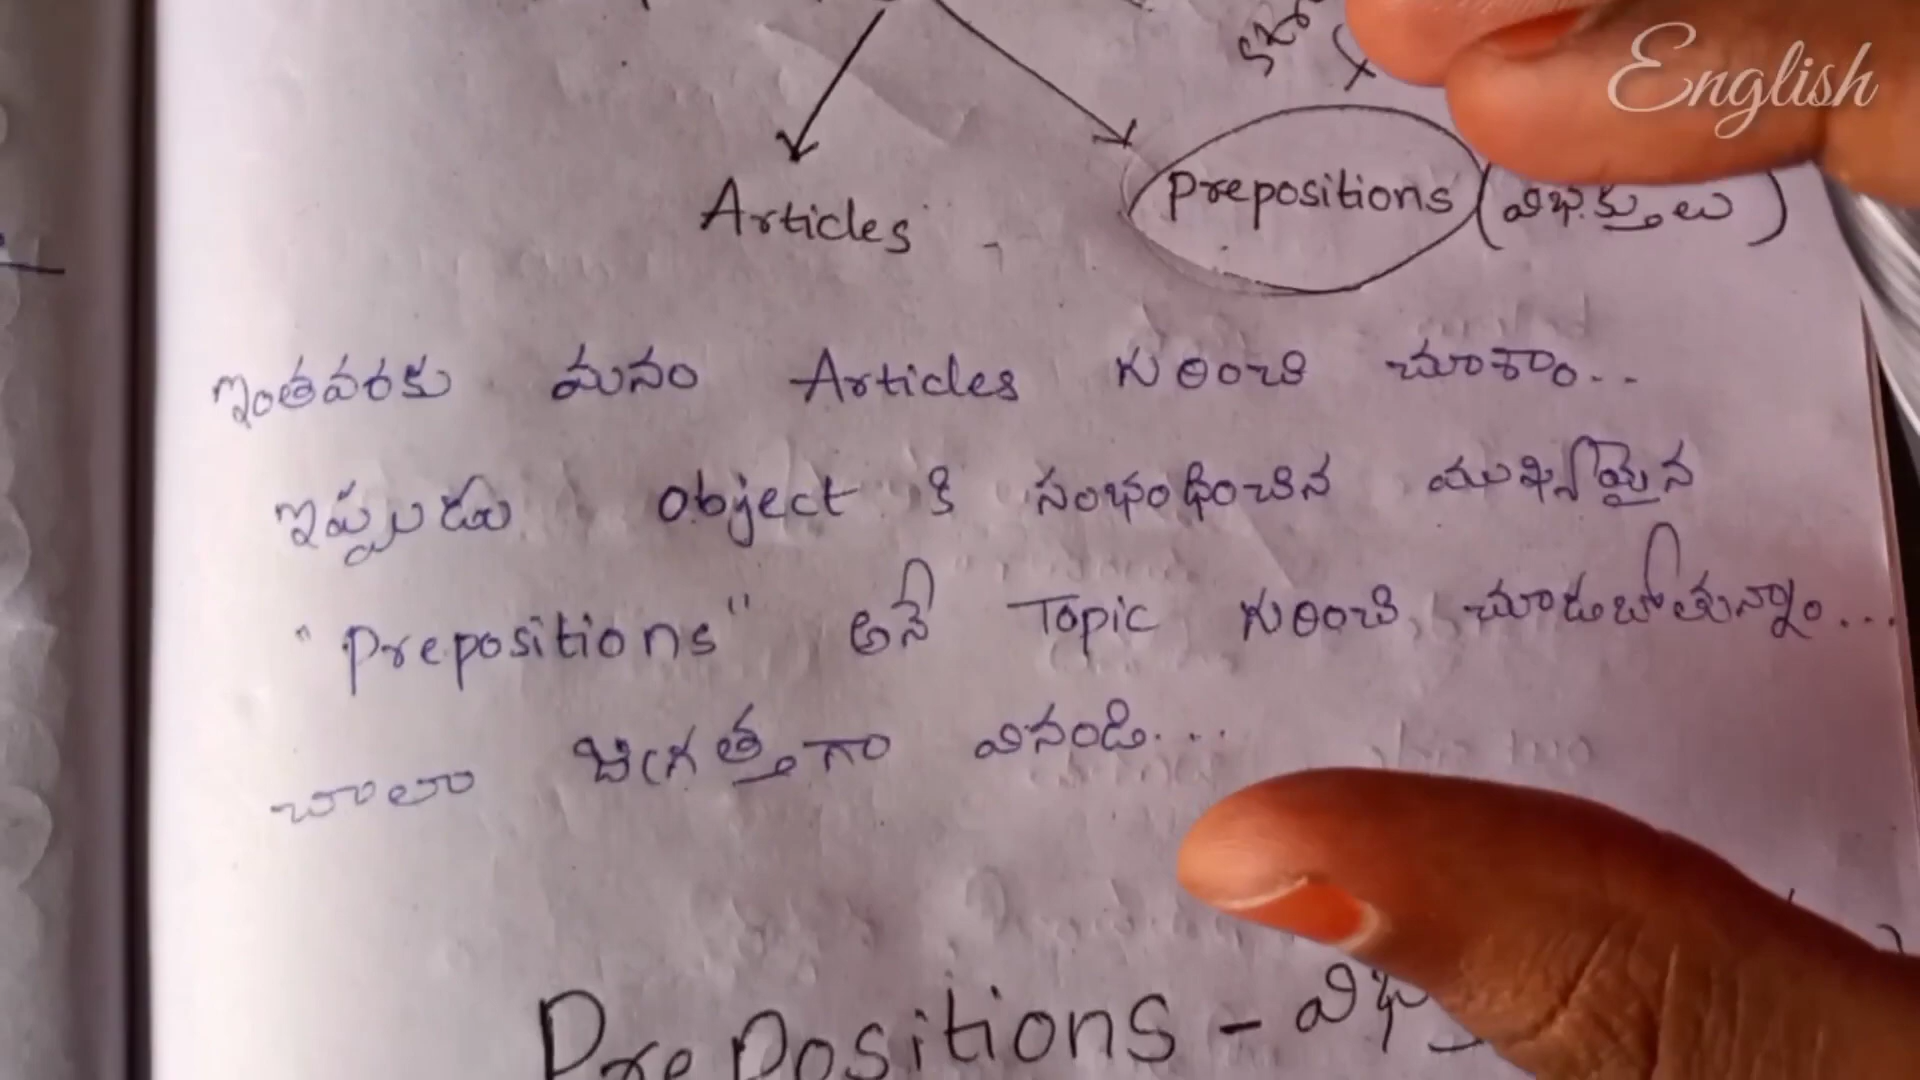 English
Articles
Prepositions (విభక్తులు)
ఇంతవరకు మనం Articles గురించి చూశాం..
ఇప్పుడు object కి సంభంధించిన ముఖ్యమైన
"Prepositions" అనే Topic గురించి చూడబోతున్నాం...
చాలా జాగ్రత్తగా వినండి...
Prepositions -